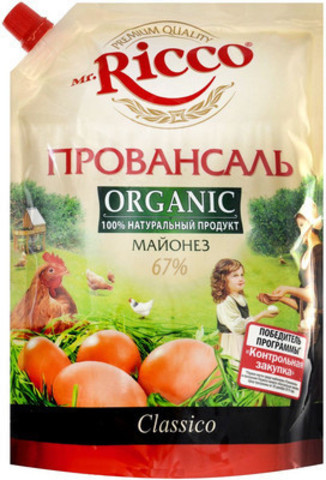 PREMIUM QUALITY
Mr. Ricco
ПРОВАНСАЛЬ
ORGANIC
100% НАТУРАЛЬНЫЙ ПРОДУКТ
МАЙОНЕЗ
67%
ПОБЕДИТЕЛЬ
ПРОГРАММЫ*
«Контрольная
закупка»
Classico